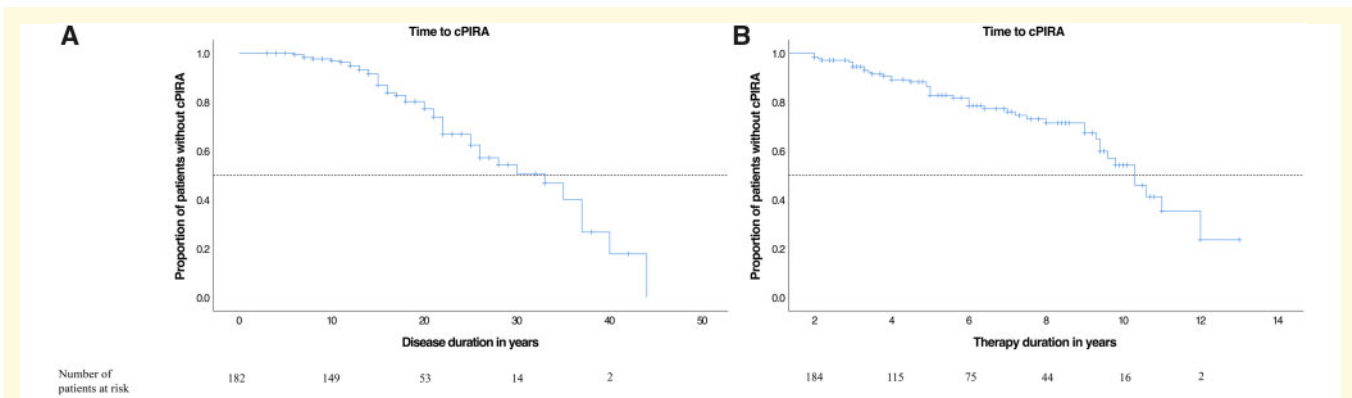 A
Time to cPIRA
Proportion of patients without cPIRA
1.0
0.8
0.6
0.4
0.2
0.0
0 10 20 30 40 50
Disease duration in years
Number of
patients at risk
182 149 53 14 2
B
Time to cPIRA
Proportion of patients without cPIRA
1.0
0.8
0.6
0.4
0.2
0.0
2 4 6 8 10 12 14
Therapy duration in years
184 115 75 44 16 2